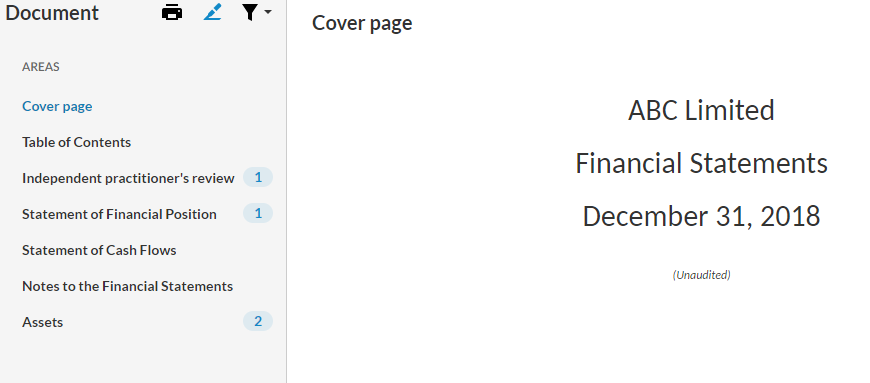 Document
AREAS
Cover page
Table of Contents
Independent practitioner's review 1
Statement of Financial Position 1
Statement of Cash Flows
Notes to the Financial Statements
Assets 2
Cover page
ABC Limited
Financial Statements
December 31, 2018
(Unaudited)